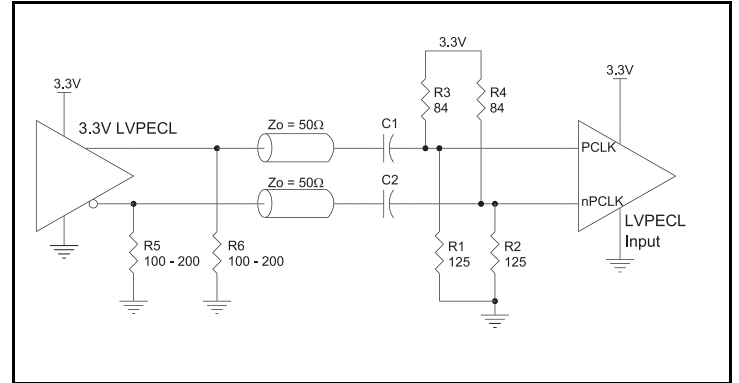 3.3V
3.3V
3.3V
R3
84
R4
84
3.3V LVPECL
Zo = 50Ω
C1
PCLK
Zo = 50Ω
C2
nPCLK
LVPECL
Input
R5
100 - 200
R6
100 - 200
R1
125
R2
125